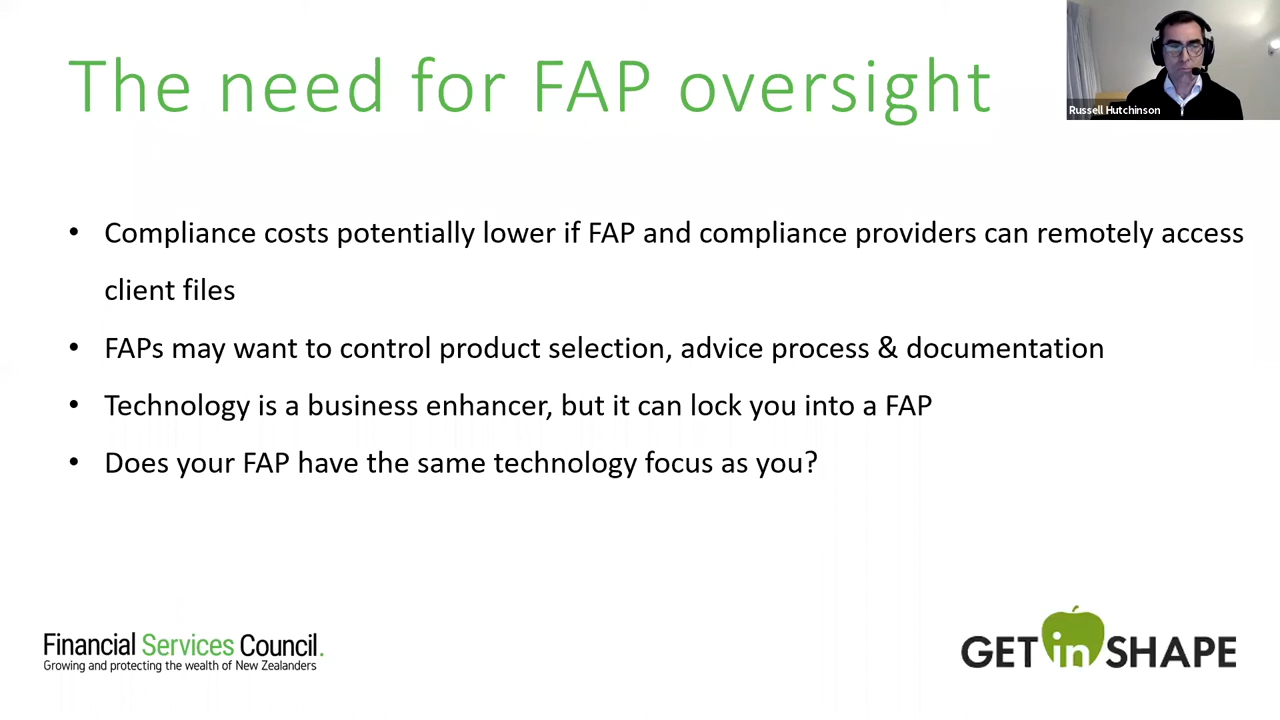 The need for FAP oversight
Russell Hutchinson
• Compliance costs potentially lower if FAP and compliance providers can remotely access
client files
• FAPs may want to control product selection, advice process & documentation
• Technology is a business enhancer, but it can lock you into a FAP
• Does your FAP have the same technology focus as you?
Financial Services Council.
Growing and protecting the wealth of New Zealanders
GET in SHAPE